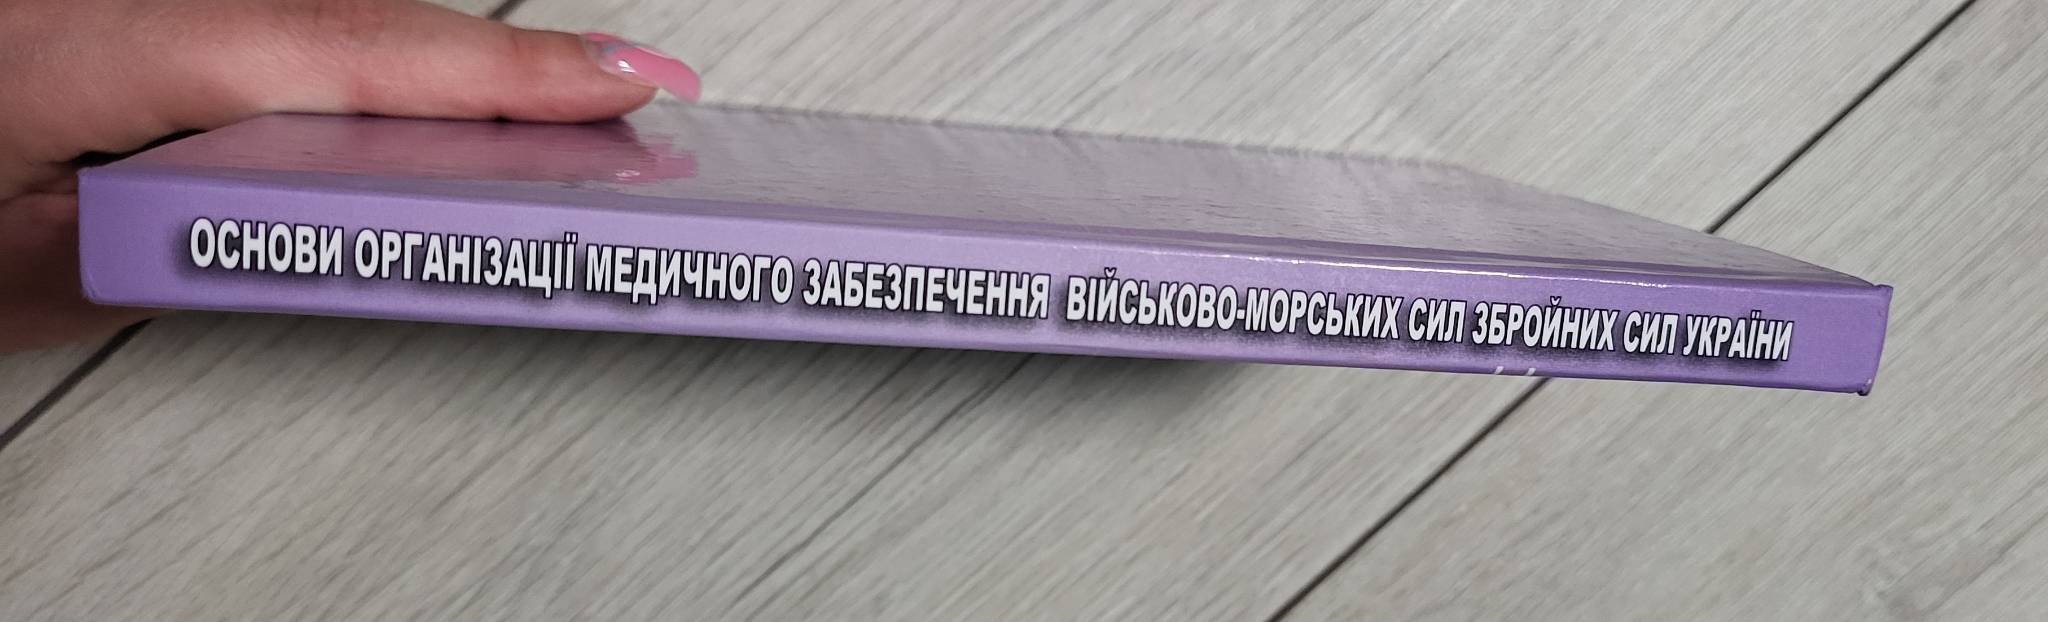 ОСНОВИ ОРГАНІЗАЦІЇ МЕДИЧНОГО ЗАБЕЗПЕЧЕННЯ ВІЙСЬКОВО-МОРСЬКИХ СИЛ ЗБРОЙНИХ СИЛ УКРАЇНИ